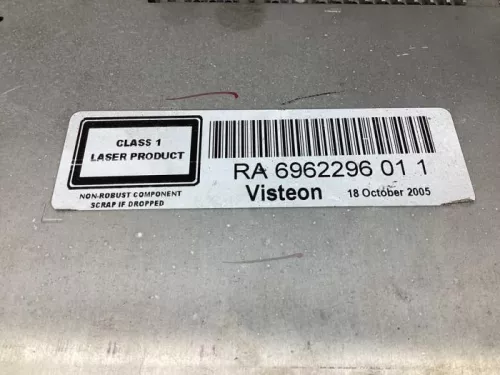 CLASS 1
LASER PRODUCT
NON-ROBUST COMPONENT
SCRAP IF DROPPED
RA 6962296 01 1
Visteon 18 October 2005